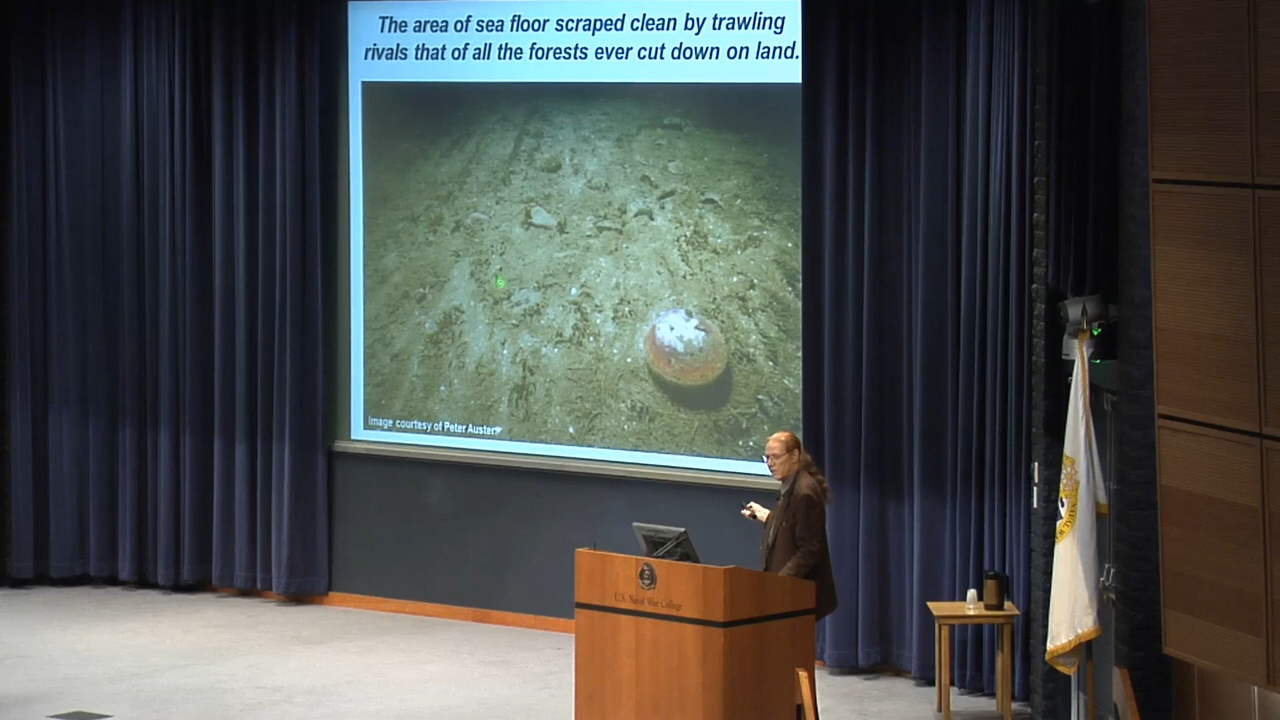 The area of sea floor scraped clean by trawling
rivals that of all the forests ever cut down on land.
Image courtesy of Peter Auster
U.S. Naval War College
NAVAL